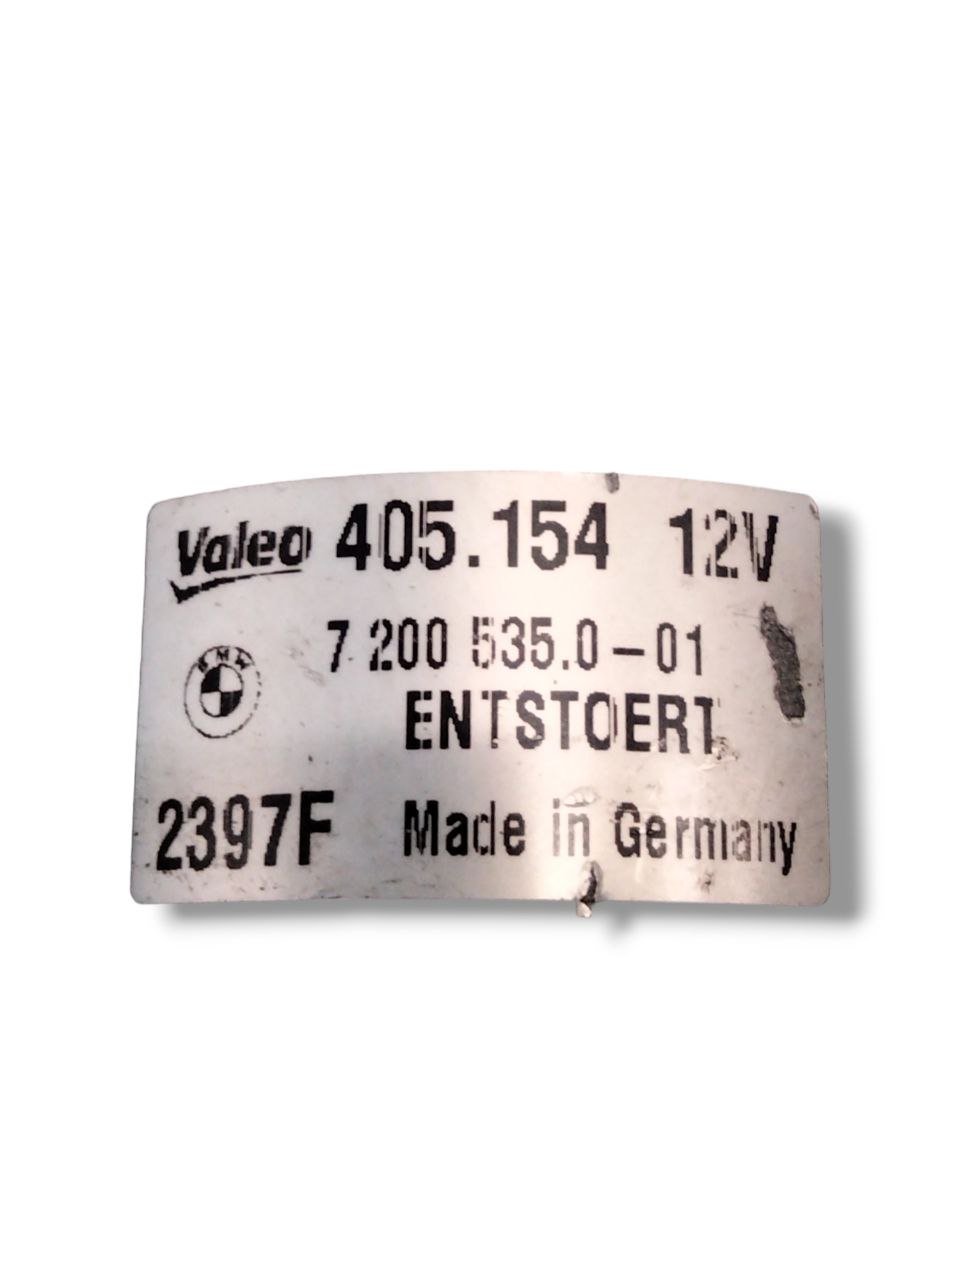 Valeo 405.154 12V
7 200 535.0-01
BMW
ENTSTOERT
2397F Made in Germany